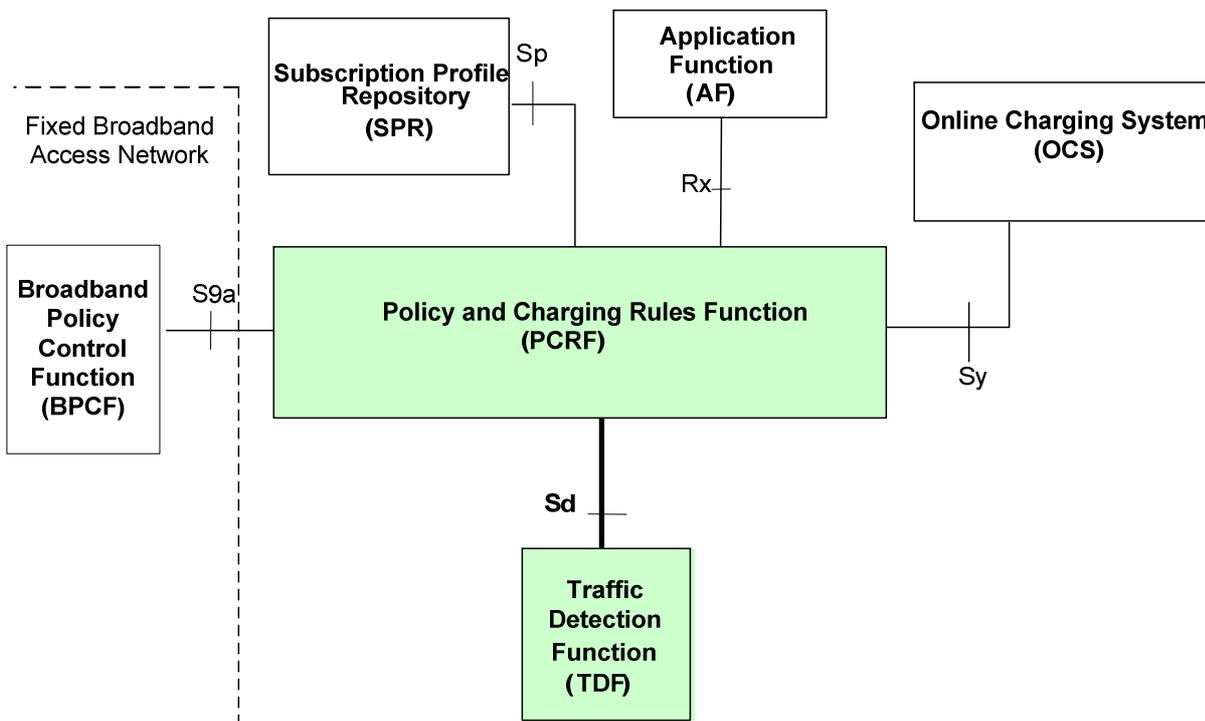 Subscription Profile
Repository
(SPR)
Sp
Application
Function
(AF)
Online Charging System
(OCS)
Fixed Broadband
Access Network
Rx
Broadband
Policy
Control
Function
(BPCF)
S9a
Policy and Charging Rules Function
(PCRF)
Sy
Sd
Traffic
Detection
Function
(TDF)